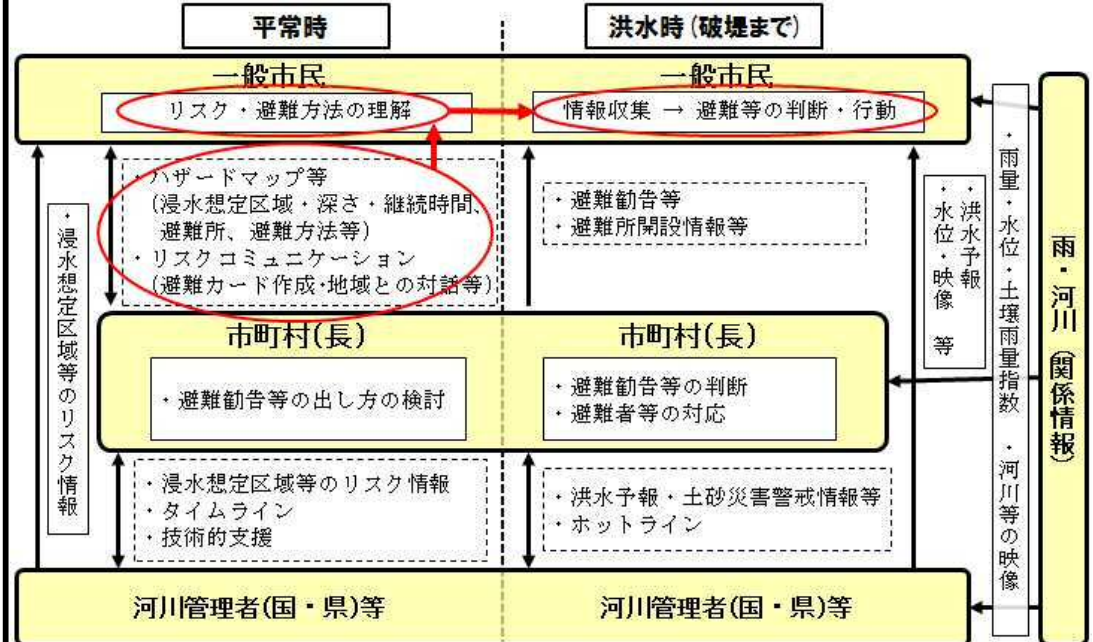 平常時
洪水時(破堤まで)
一般市民
一般市民
リスク・避難方法の理解
情報収集 → 避難等の判断・行動
・ハザードマップ等
(浸水想定区域・深さ・継続時間、
避難所、避難方法等)
・リスクコミュニケーション
(避難カード作成・地域との対話等)
・避難勧告等
・避難所開設情報等
・浸水想定区域等のリスク情報
市町村(長)
市町村(長)
・避難勧告等の出し方の検討
・避難勧告等の判断
・避難者等の対応
・浸水想定区域等のリスク情報
・タイムライン
・技術的支援
・洪水予報・土砂災害警戒情報等
・ホットライン
河川管理者(国・県)等
河川管理者(国・県)等
・洪水予報
・水位・映像 等
・雨量・水位・土壌雨量指数 ・河川等の映像
雨・河川(関係情報)